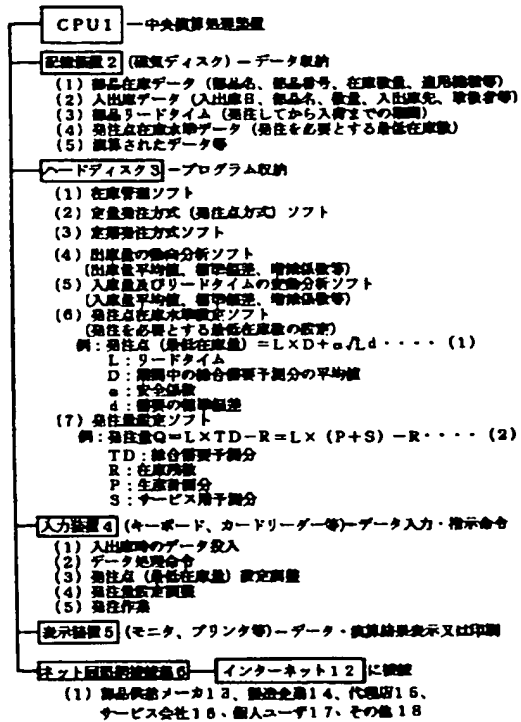 CPU1 ー中央演算処理装置
記憶装置2 (磁気ディスク) ーデータ収納
(1) 部品在庫データ (部品名、部品番号、在庫数量、適用機種等)
(2) 入出庫データ (入出庫日、部品名、数量、入出庫先、取扱者等)
(3) 部品リードタイム (発注してから入荷までの期間)
(4) 発注点在庫水準データ (発注を必要とする最低在庫数)
(5) 演算されたデータ等
ハードディスク3 ープログラム収納
(1) 在庫管理ソフト
(2) 定量発注方式 (発注点方式) ソフト
(3) 定期発注方式ソフト
(4) 出庫量の動向分析ソフト
(出庫量平均値、標準偏差、増減係数等)
(5) 入庫量及びリードタイムの変動分析ソフト
(入庫量平均値、標準偏差、増減係数等)
(6) 発注点在庫水準設定ソフト
(発注を必要とする最低在庫数の設定)
例：発注点 (最低在庫量) ＝L×D＋α√Ld・・・・ (1)
L：リードタイム
D：期間中の総合需要予測分の平均値
α：安全係数
d：需要の標準偏差
(7) 発注量設定ソフト
例：発注量Q＝L×TD－R＝L× (P＋S) －R・・・・ (2)
TD：総合需要予測分
R：在庫残数
P：生産計画分
S：サービス用予測分
入力装置4 (キーボード、カードリーダー等)ーデータ入力・指示命令
(1) 入出庫時のデータ投入
(2) データ処理命令
(3) 発注点 (最低在庫量) 設定調整
(4) 発注量設定調整
(5) 発注作業
表示装置5 (モニタ、プリンタ等) ーデータ・演算結果表示又は印刷
ネット回路接続機6 インターネット12 に接続
(1) 部品供給メーカ13、製造企業14、代理店15、
サービス会社16、個人ユーザ17、その他18